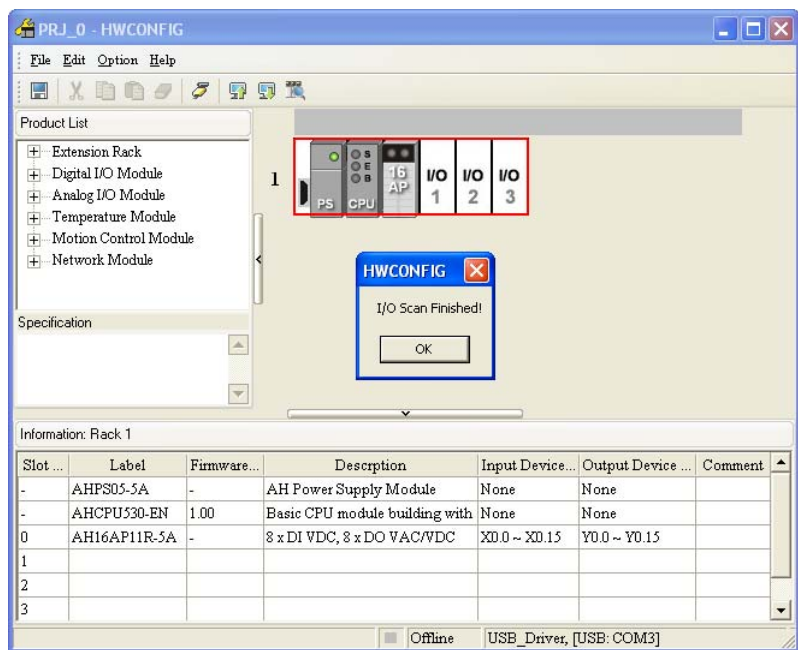 PRJ_0 - HWCONFIG
File Edit Option Help
Product List
Extension Rack
Digital I/O Module
Analog I/O Module
Temperature Module
Motion Control Module
Network Module
Specification
1
PS
CPU
S
E
B
16
AP
I/O
1
I/O
2
I/O
3
HWCONFIG
I/O Scan Finished!
OK
Information: Rack 1
Slot ... Label Firmware... Descrption Input Device... Output Device ... Comment
- AHPS05-5A - AH Power Supply Module None None
- AHCPU530-EN 1.00 Basic CPU module building with None None
0 AH16AP11R-5A - 8 x DI VDC, 8 x DO VAC/VDC X0.0 ~ X0.15 Y0.0 ~ Y0.15
1
2
3
Offline USB_Driver, [USB: COM3]